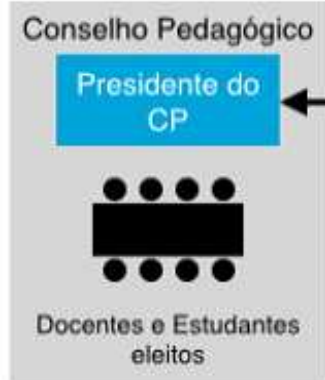 Conselho Pedagógico
Presidente do
CP
Docentes e Estudantes
eleitos